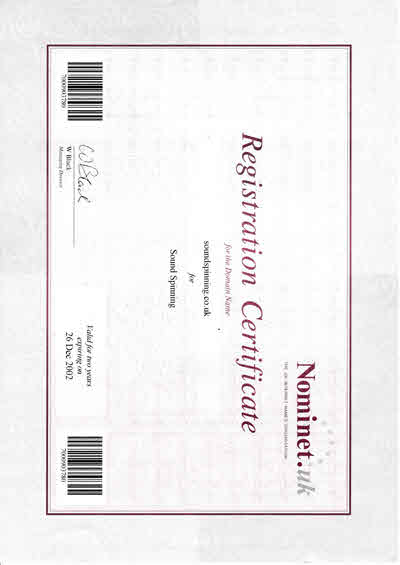 Nominet.uk
THE UK INTERNET NAMES ORGANISATION
Registration Certificate
for the Domain Name
soundspinning.co.uk
for
Sound Spinning
WBlack
W Black
Managing Director
Valid for two years
expiring on
26 Dec 2002
7000903780
7000903780